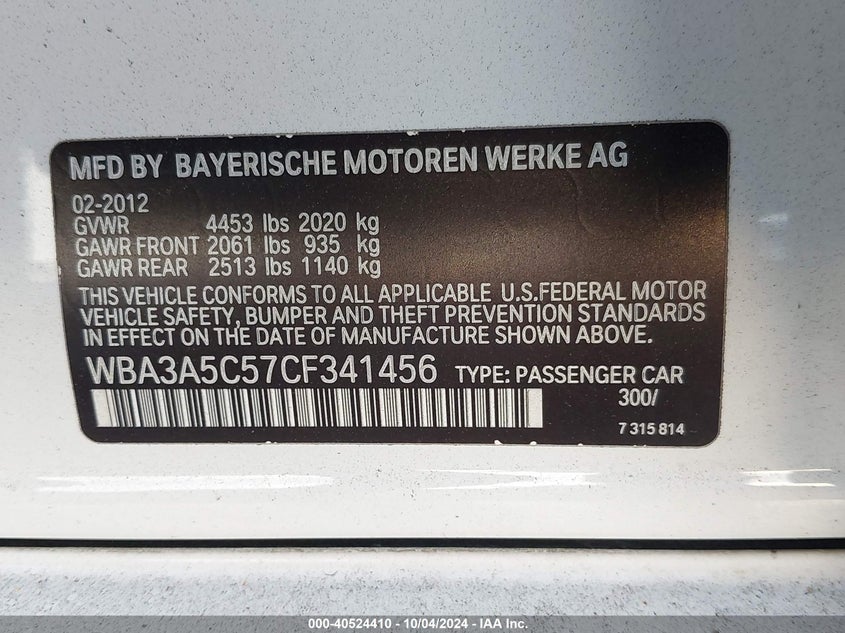 MFD BY BAYERISCHE MOTOREN WERKE AG
02-2012
GVWR 4453 lbs 2020 kg
GAWR FRONT 2061 lbs 935 kg
GAWR REAR 2513 lbs 1140 kg
THIS VEHICLE CONFORMS TO ALL APPLICABLE U.S.FEDERAL MOTOR
VEHICLE SAFETY, BUMPER AND THEFT PREVENTION STANDARDS
IN EFFECT ON THE DATE OF MANUFACTURE SHOWN ABOVE.
WBA3A5C57CF341456 TYPE: PASSENGER CAR
300/
7 315 814
000-40524410 - 10/04/2024 - IAA Inc.